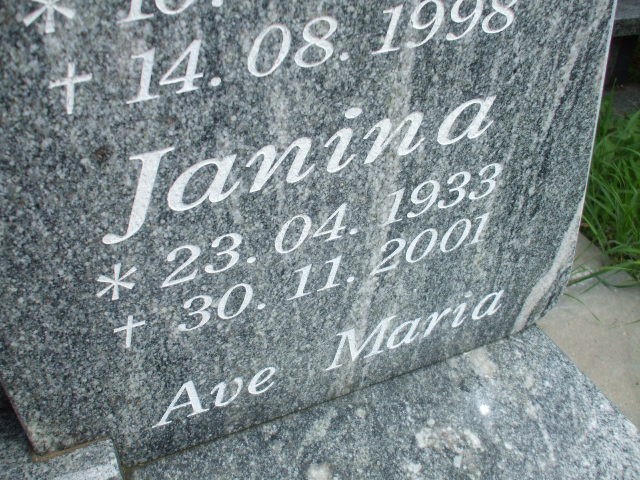 * 
+ 14. 08. 1998
Janina
* 23. 04. 1933
+ 30. 11. 2001
Ave Maria